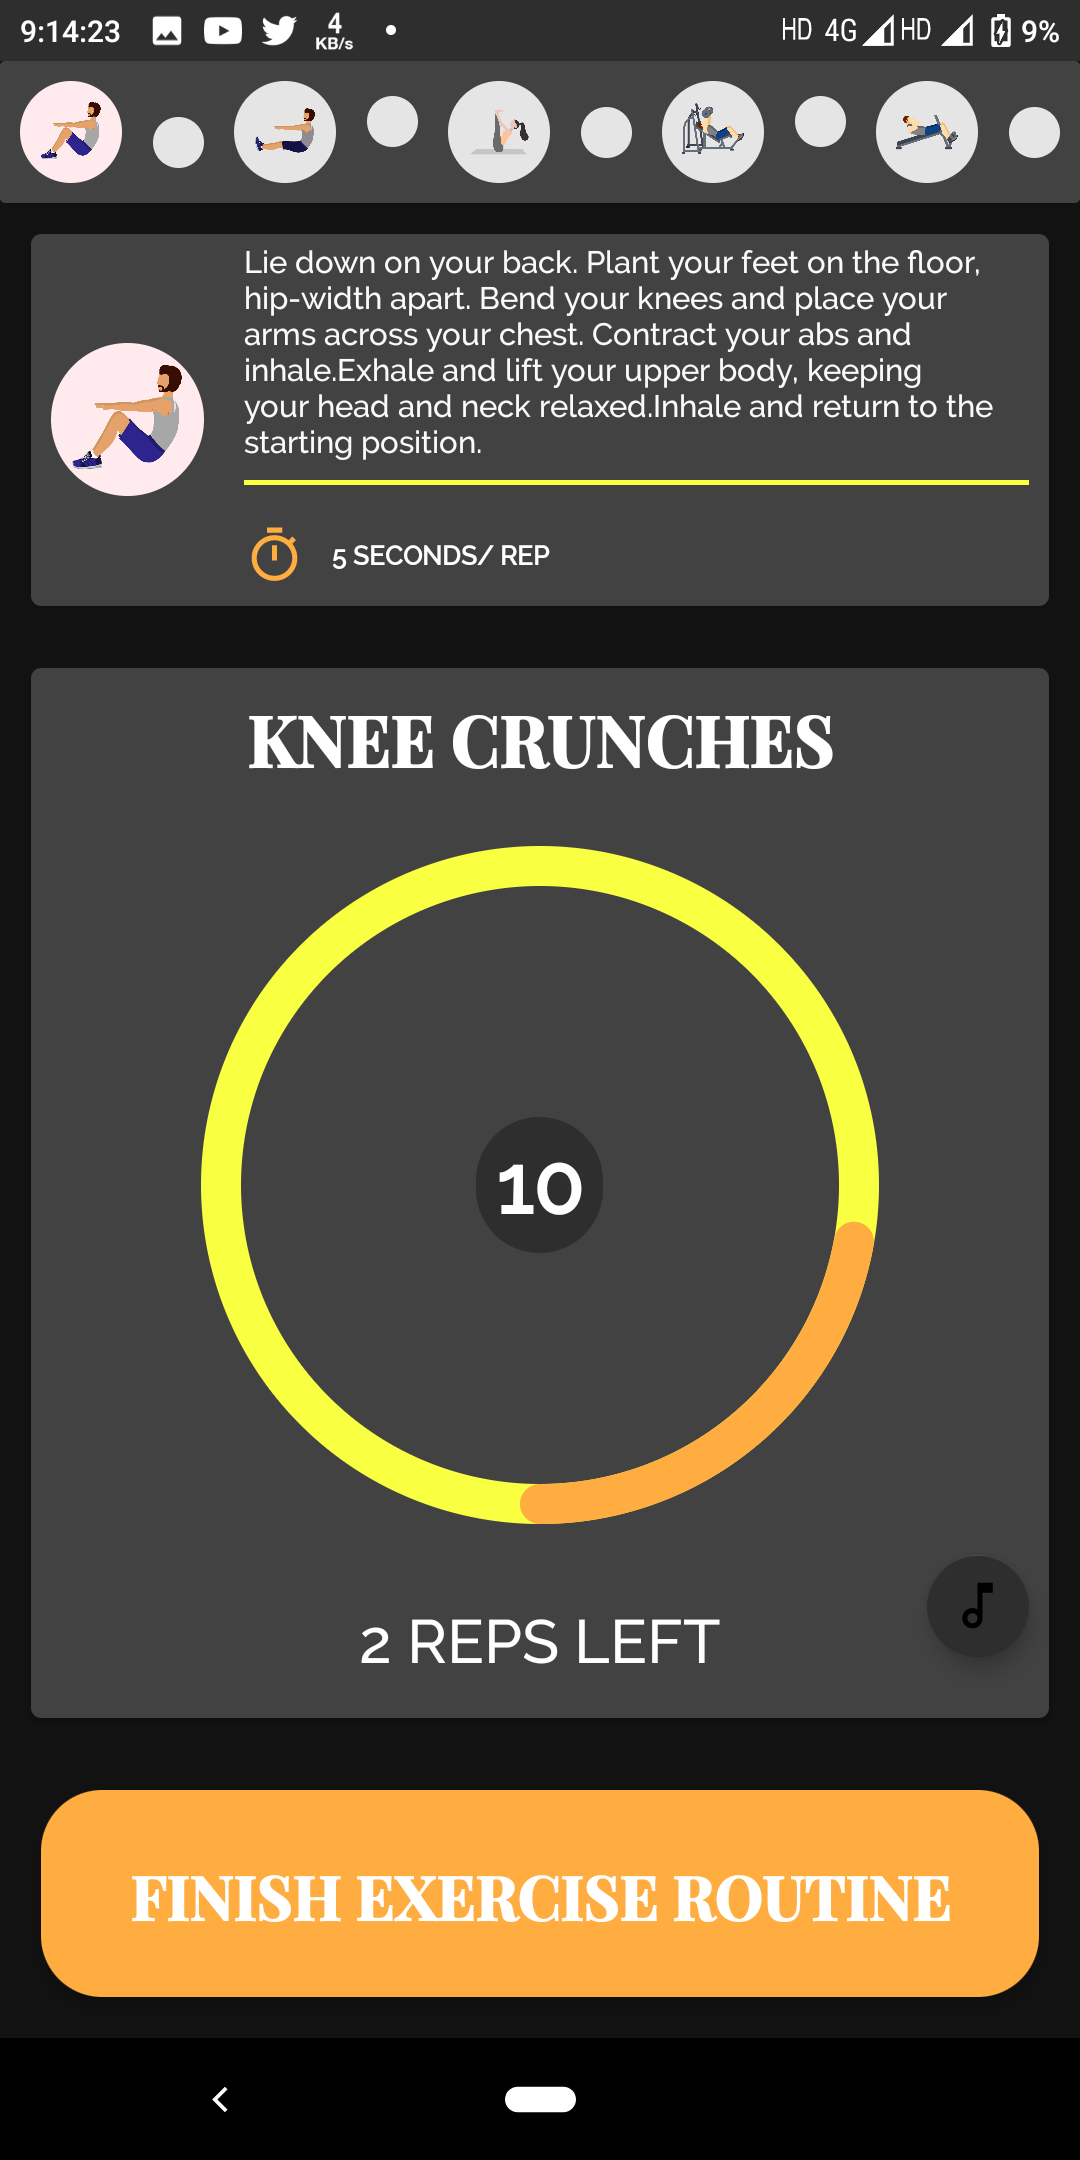 9:14:23 4 KB/s HD 4G HD 9%
Lie down on your back. Plant your feet on the floor,
hip-width apart. Bend your knees and place your
arms across your chest. Contract your abs and
inhale.Exhale and lift your upper body, keeping
your head and neck relaxed.Inhale and return to the
starting position.
5 SECONDS/ REP
KNEE CRUNCHES
10
2 REPS LEFT
FINISH EXERCISE ROUTINE